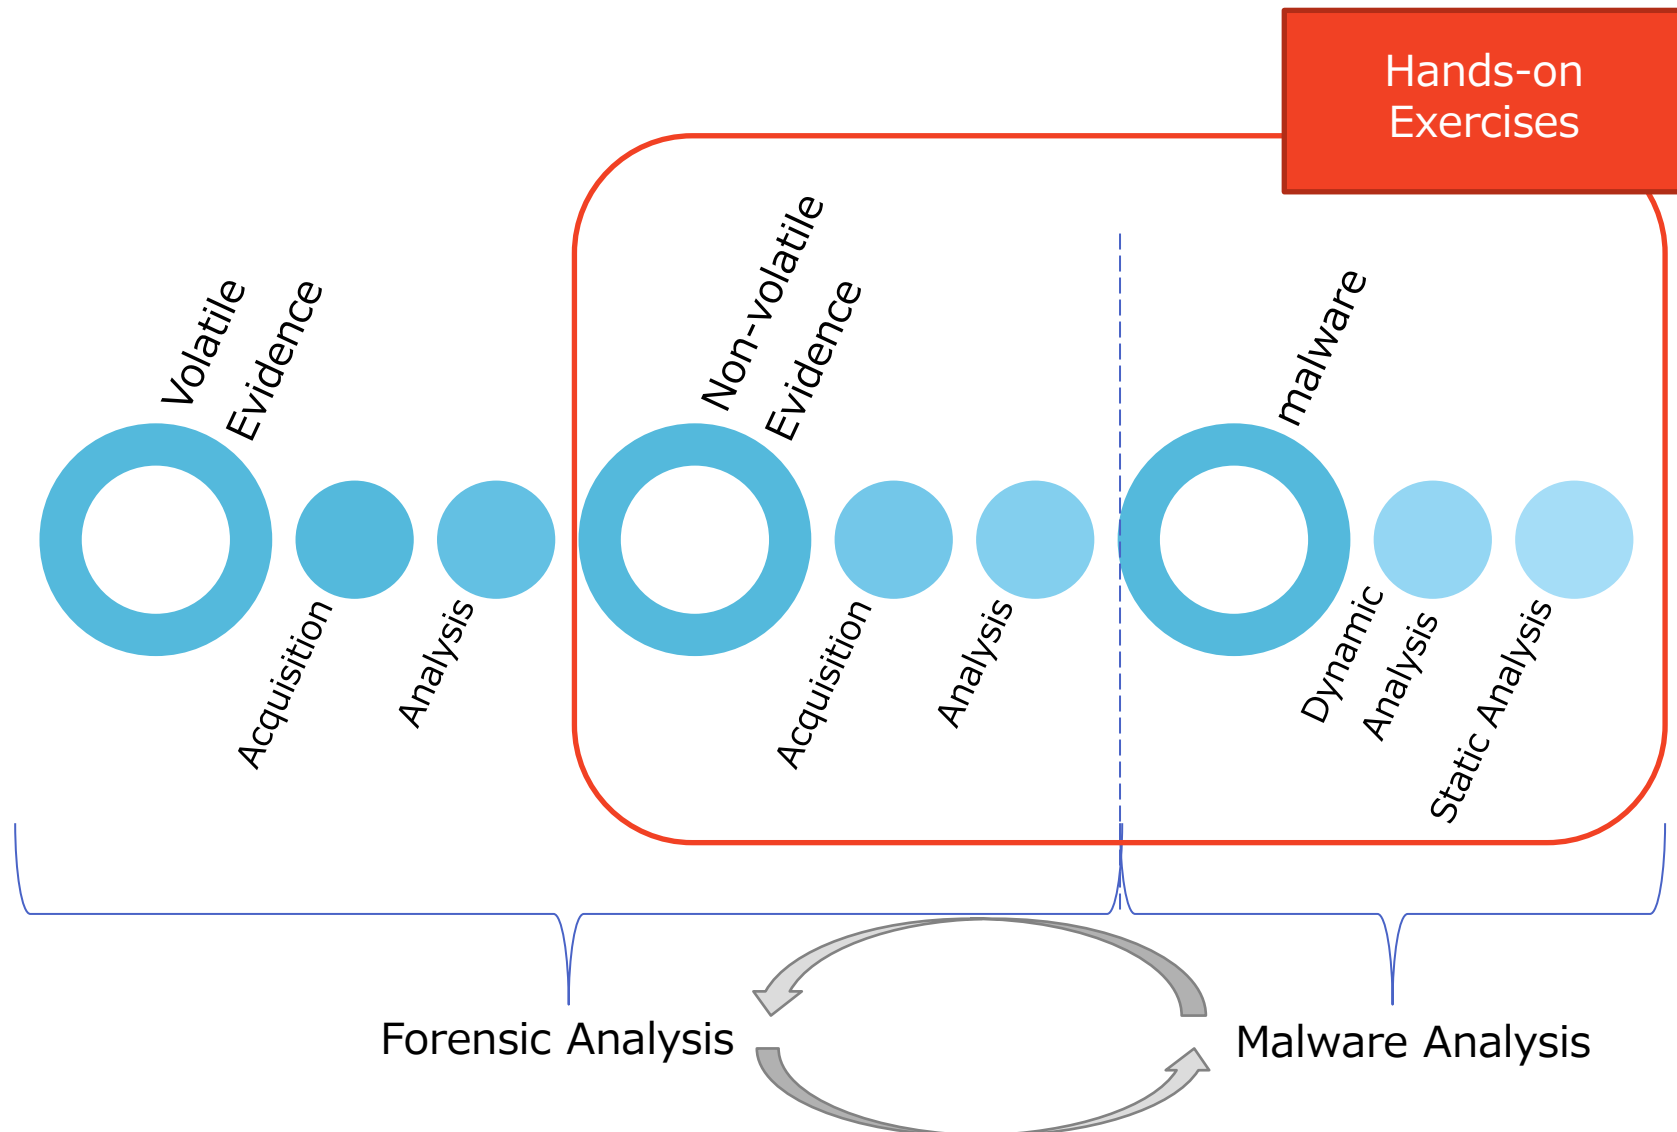 Hands-on
Exercises
Volatile
Evidence
Non-volatile
Evidence
malware
Acquisition
Analysis
Acquisition
Analysis
Dynamic
Analysis
Static Analysis
Forensic Analysis
Malware Analysis